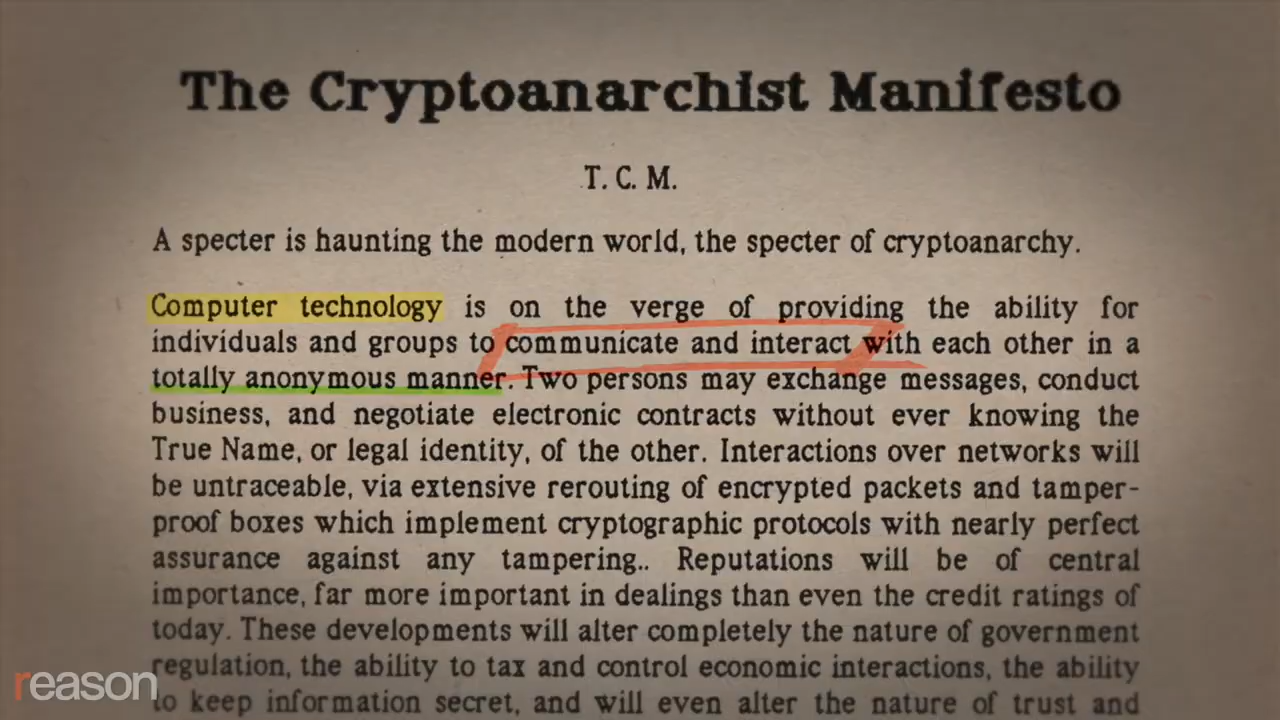 The Cryptoanarchist Manifesto
T. C. M.
A specter is haunting the modern world, the specter of cryptoanarchy.
Computer technology is on the verge of providing the ability for
individuals and groups to communicate and interact with each other in a
totally anonymous manner. Two persons may exchange messages, conduct
business, and negotiate electronic contracts without ever knowing the
True Name, or legal identity, of the other. Interactions over networks will
be untraceable, via extensive rerouting of encrypted packets and tamper-
proof boxes which implement cryptographic protocols with nearly perfect
assurance against any tampering.. Reputations will be of central
importance, far more important in dealings than even the credit ratings of
today. These developments will alter completely the nature of government
regulation, the ability to tax and control economic interactions, the ability
to keep information secret, and will even alter the nature of trust and
reason